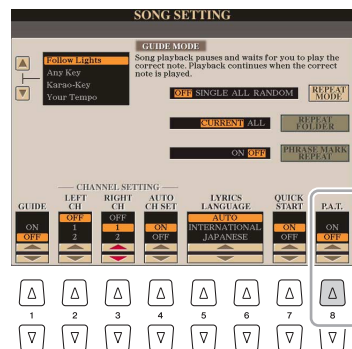 SONG SETTING
GUIDE MODE
Follow Lights
Any Key
Karao-Key
Your Tempo
Song playback pauses and waits for you to play the
correct note. Playback continues when the correct
note is played.
OFF SINGLE ALL RANDOM
REPEAT
MODE
CURRENT ALL
REPEAT
FOLDER
ON OFF
PHRASE MARK
REPEAT
CHANNEL SETTING
GUIDE
LEFT
CH
RIGHT
CH
AUTO
CH SET
LYRICS
LANGUAGE
QUICK
START
P.A.T.
OFF OFF AUTO
ON 1 1 ON INTERNATIONAL ON ON
OFF 2 2 OFF JAPANESE OFF OFF
1 2 3 4 5 6 7 8